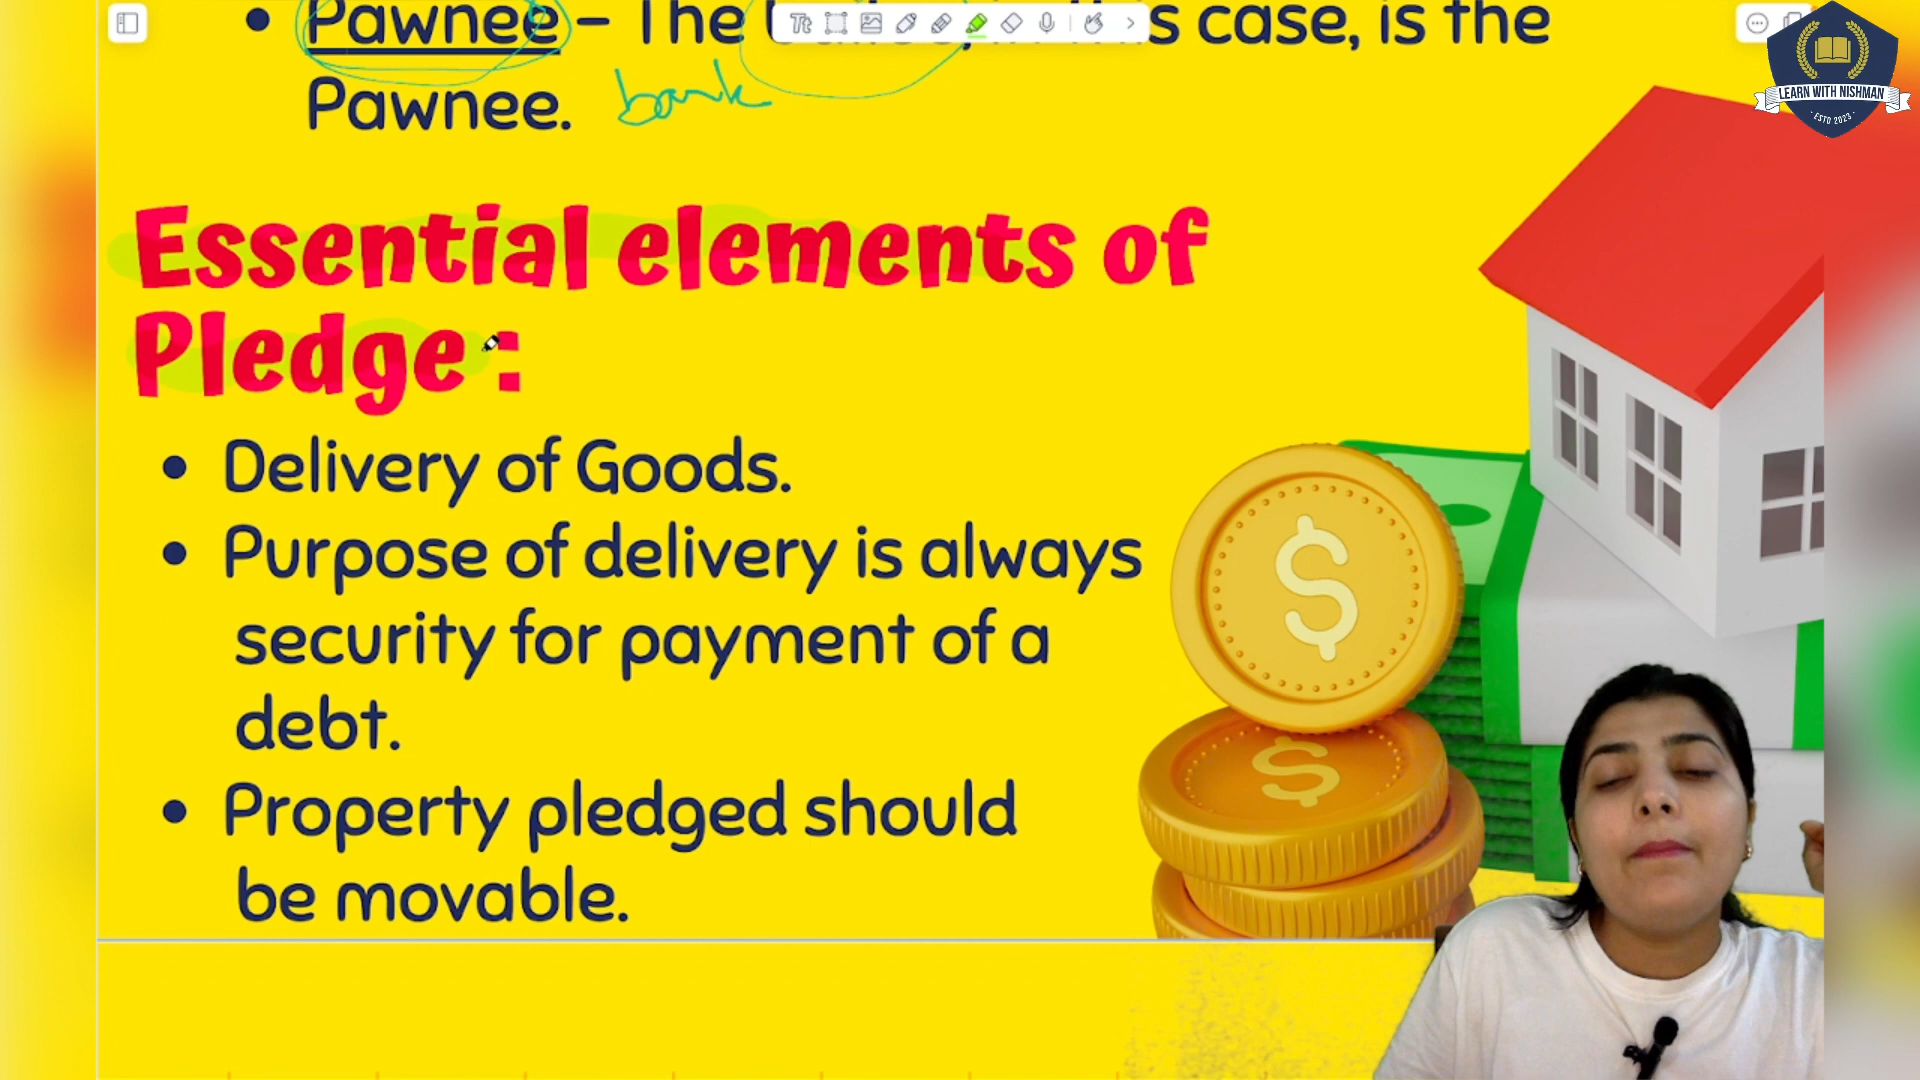 • Pawnee – The case, is the
Pawnee. bank
Essential elements of
Pledge :
• Delivery of Goods.
• Purpose of delivery is always
security for payment of a
debt.
• Property pledged should
be movable.
Tt
LEARN WITH NISHMAN
· ESTD 2023 ·